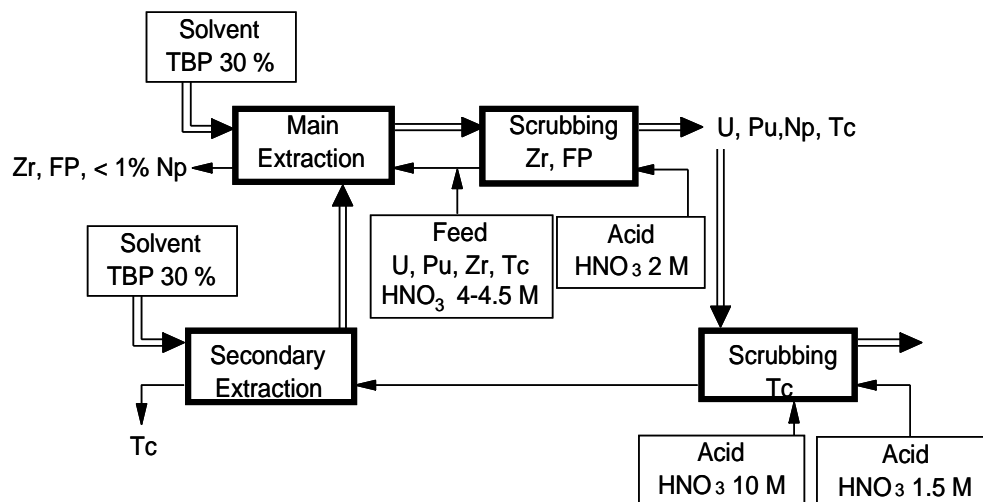 Solvent
TBP 30 %
Main
Extraction
Scrubbing
Zr, FP
U, Pu,Np, Tc
Zr, FP, < 1% Np
Solvent
TBP 30 %
Feed
U, Pu, Zr, Tc
HNO3 4-4.5 M
Acid
HNO3 2 M
Secondary
Extraction
Scrubbing
Tc
Tc
Acid
HNO3 10 M
Acid
HNO3 1.5 M